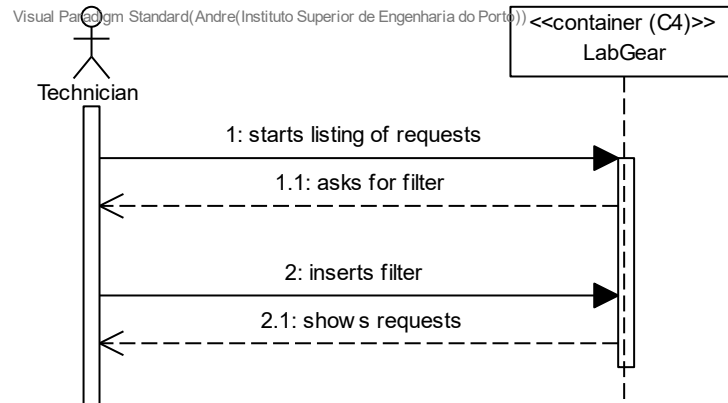 Visual Paradigm Standard(Andre(Instituto Superior de Engenharia do Porto))
<<container (C4)>>
LabGear
Technician
1: starts listing of requests
1.1: asks for filter
2: inserts filter
2.1: shows requests